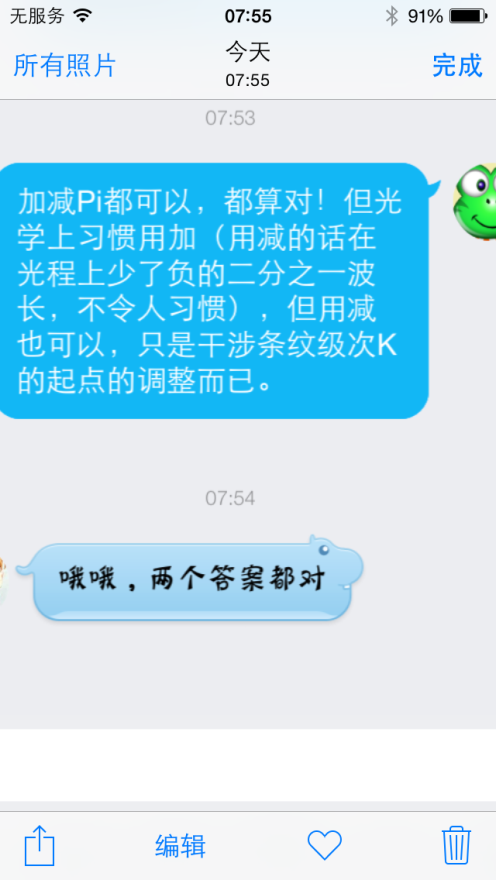 无服务 07:55 91%
所有照片 今天 完成
07:55
07:53
加减Pi都可以，都算对！但光
学上习惯用加（用减的话在
光程上少了负的二分之一波
长，不令人习惯），但用减
也可以，只是干涉条纹级次K
的起点的调整而已。
07:54
哦哦，两个答案都对
编辑